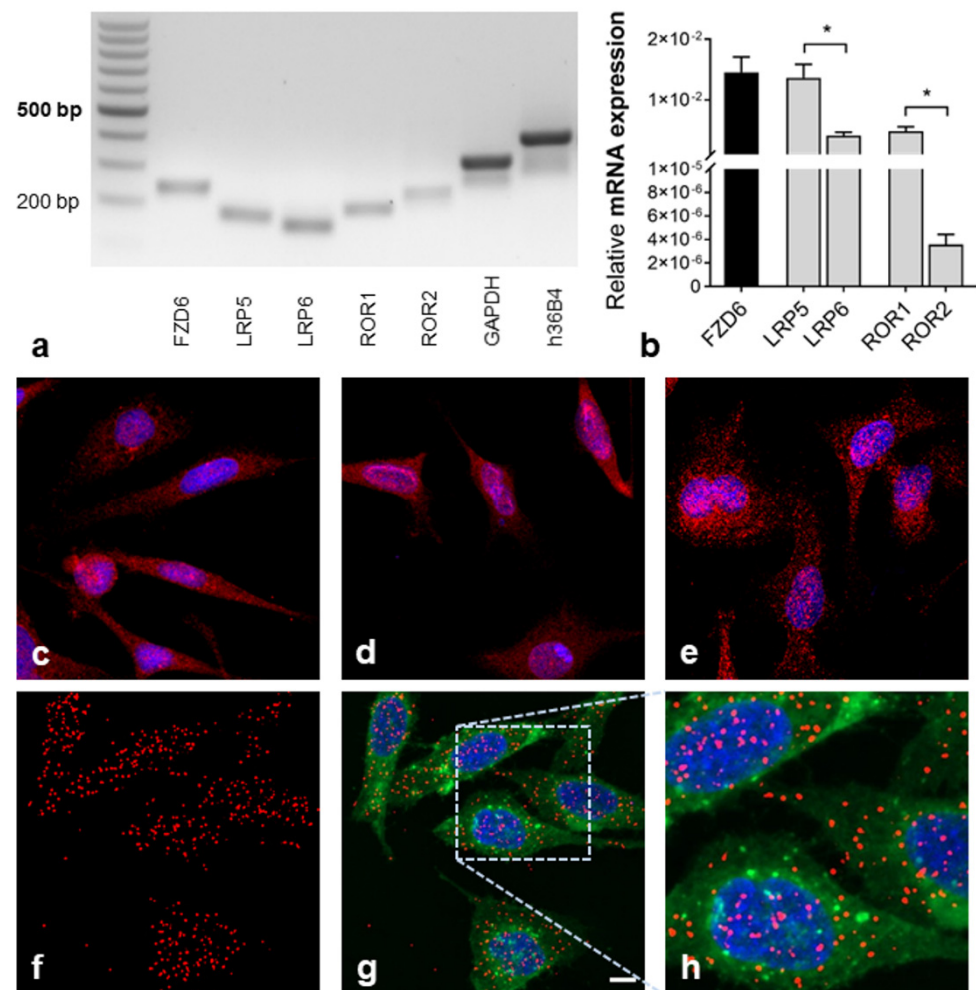 500 bp
200 bp
FZD6
LRP5
LRP6
ROR1
ROR2
GAPDH
h36B4
a
Relative mRNA expression
2×10-2
1×10-2
1×10-5
8×10-6
6×10-6
4×10-6
2×10-6
0
*
*
FZD6
LRP5
LRP6
ROR1
ROR2
b
c
d
e
f
g
h